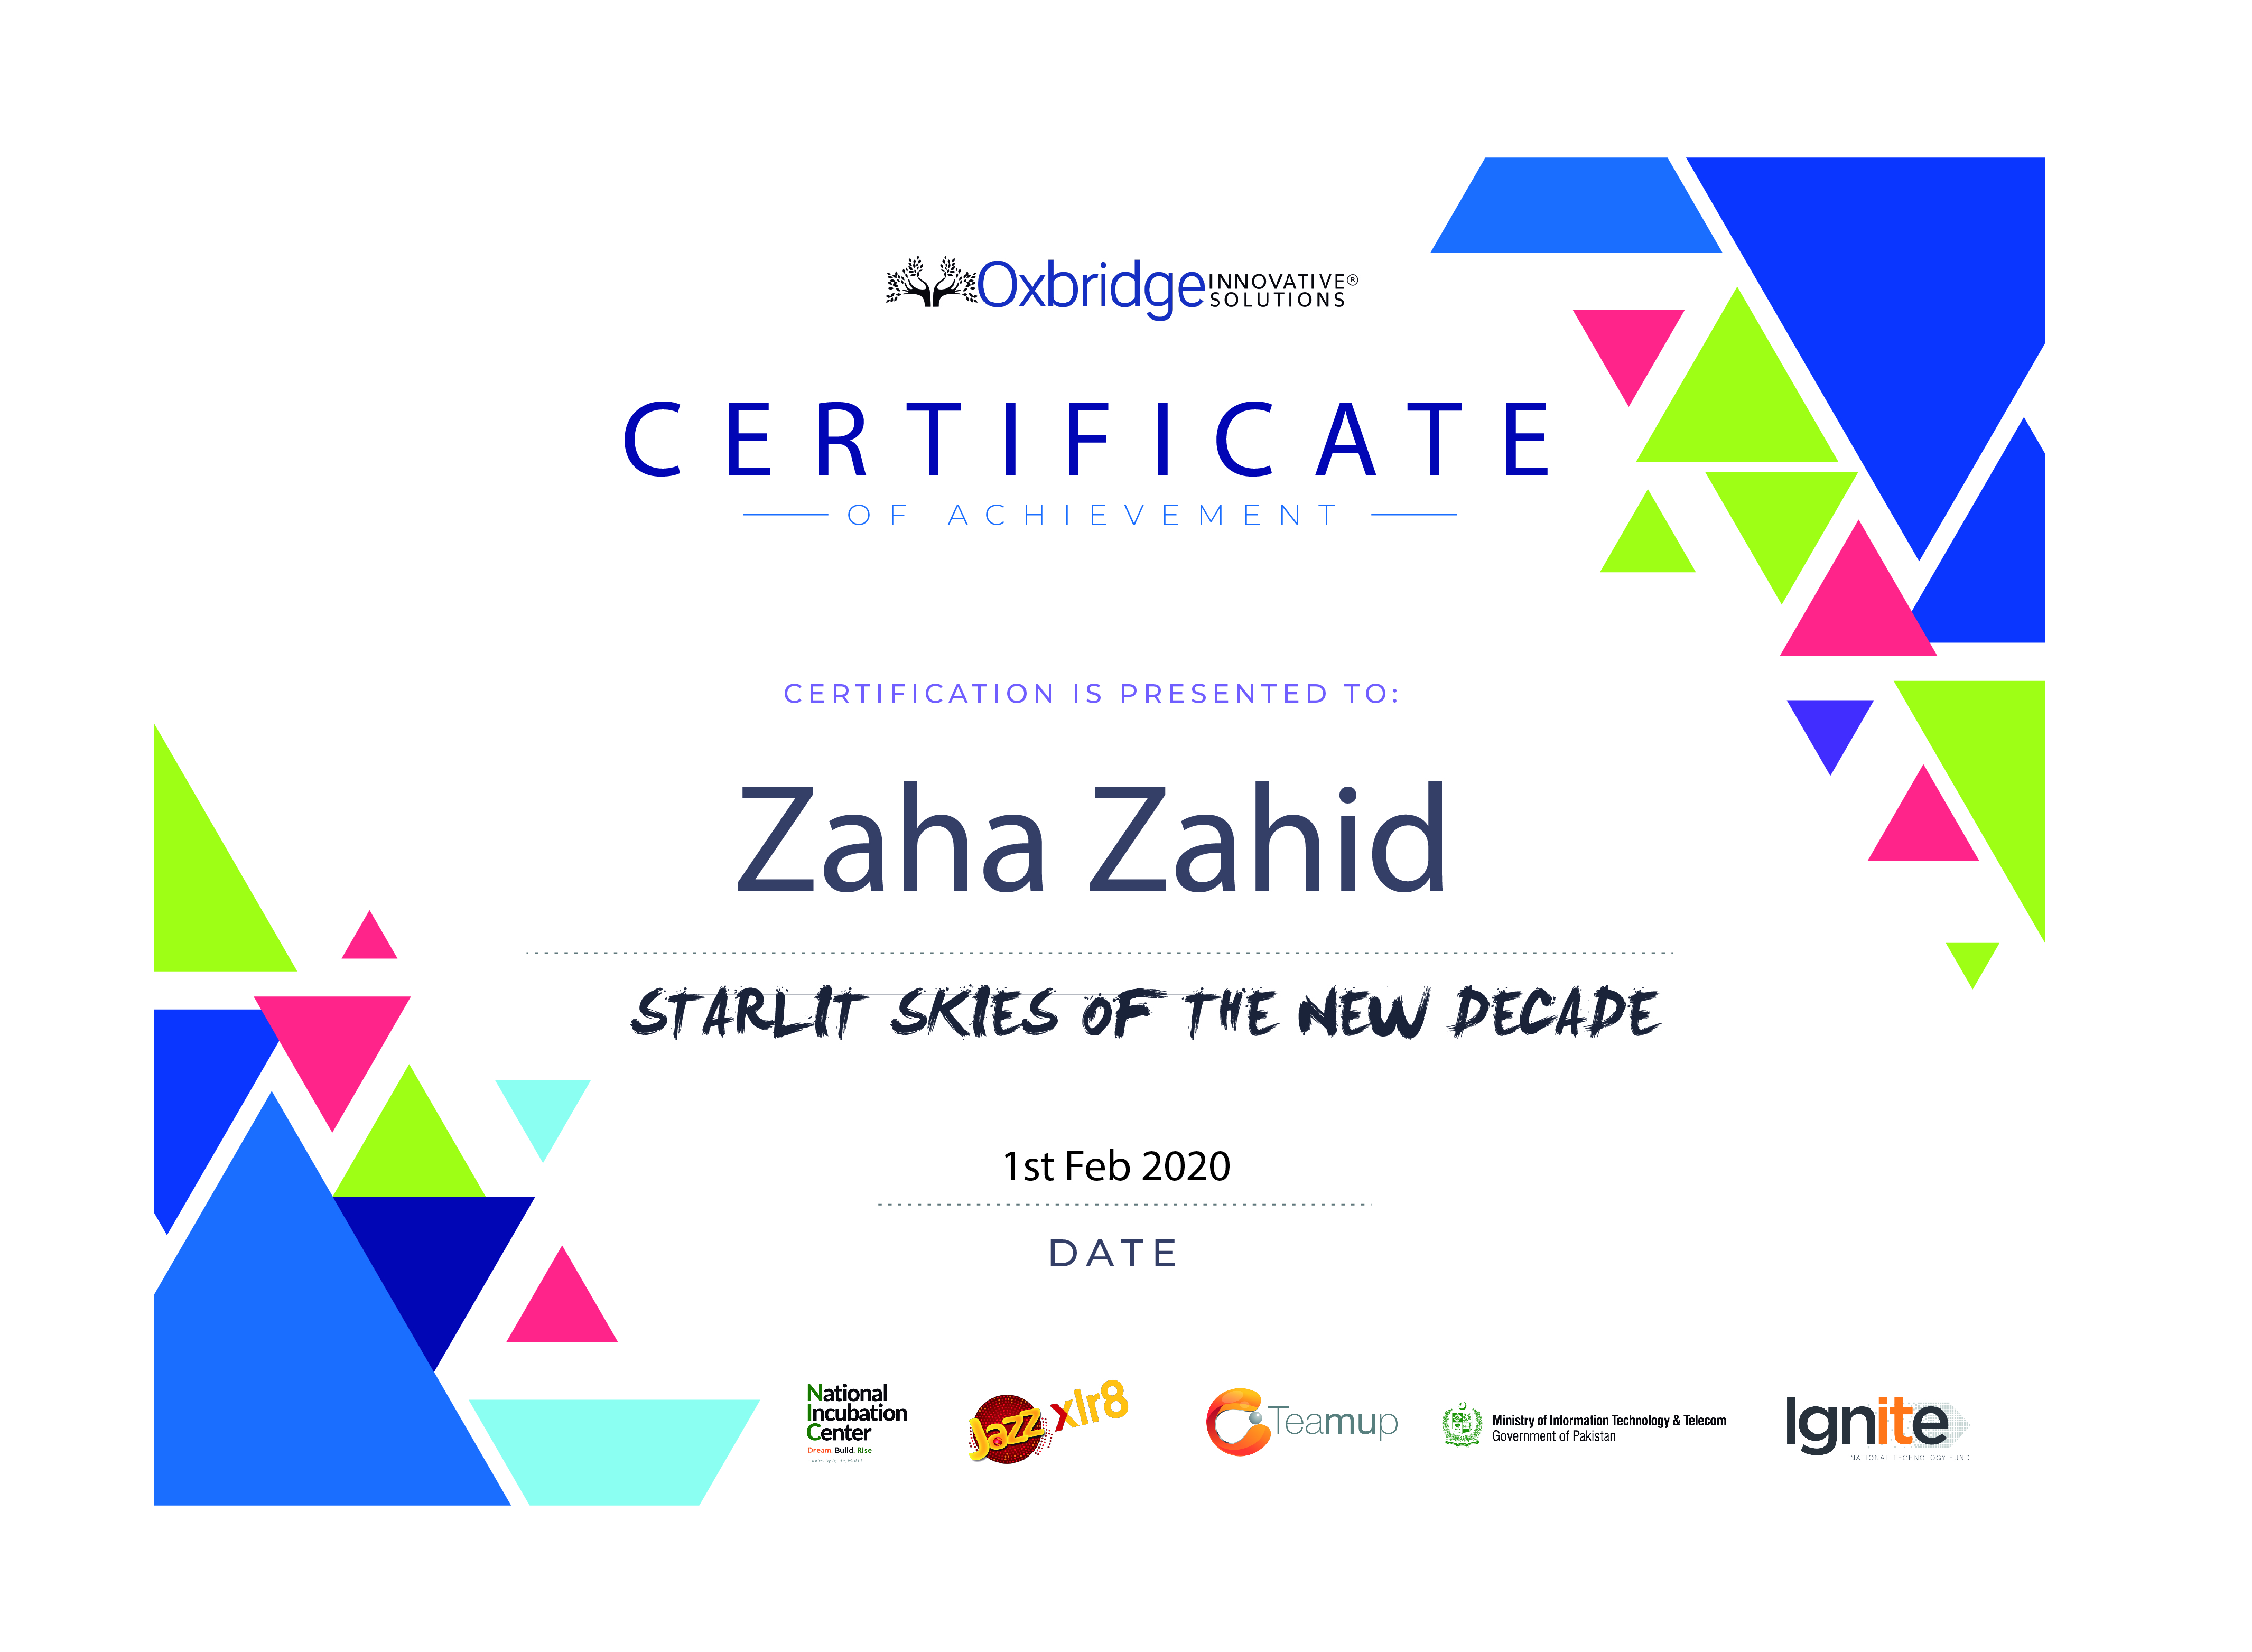 Oxbridge INNOVATIVE®
SOLUTIONS
CERTIFICATE
OF ACHIEVEMENT
CERTIFICATION IS PRESENTED TO:
Zaha Zahid
STARLIT SKIES OF THE NEW DECADE
1st Feb 2020
DATE
National
Incubation
Center
Dream. Build. Rise
Jazz xlr8
Teamup
Ministry of Information Technology & Telecom
Government of Pakistan
Ignite
NATIONAL TECHNOLOGY FUND